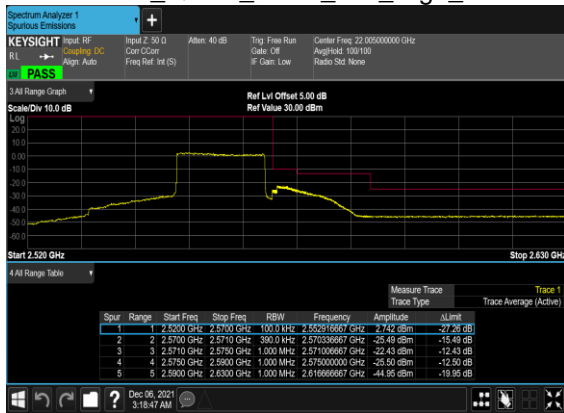 Spectrum Analyzer 1
Spurious Emissions
KEYSIGHT Input: RF Input Z: 50 Ω Atten: 40 dB Trig: Free Run Center Freq: 22.005000000 GHz
RL Coupling: DC Corr CCorr Gate: Off Avg|Hold: 100/100
Align: Auto Freq Ref: Int (S) IF Gain: Low Radio Std: None
PASS
3 All Range Graph
Ref Lvl Offset 5.00 dB
Scale/Div 10.0 dB Ref Value 30.00 dBm
Log
20.0
10.0
0.00
-10.0
-20.0
-30.0
-40.0
-50.0
-60.0
Start 2.520 GHz Stop 2.630 GHz
4 All Range Table
Measure Trace Trace 1
Trace Type Trace Average (Active)
Spur Range Start Freq Stop Freq RBW Frequency Amplitude ΔLimit
1 1 2.5200 GHz 2.5700 GHz 100.0 kHz 2.552916667 GHz 2.742 dBm -27.26 dB
2 2 2.5700 GHz 2.5710 GHz 390.0 kHz 2.570336667 GHz -25.49 dBm -15.49 dB
3 3 2.5710 GHz 2.5750 GHz 1.000 MHz 2.571006667 GHz -22.43 dBm -12.43 dB
4 4 2.5750 GHz 2.5900 GHz 1.000 MHz 2.575000000 GHz -25.50 dBm -12.50 dB
5 5 2.5900 GHz 2.6300 GHz 1.000 MHz 2.616666667 GHz -44.95 dBm -19.95 dB
Dec 06, 2021
3:18:47 AM